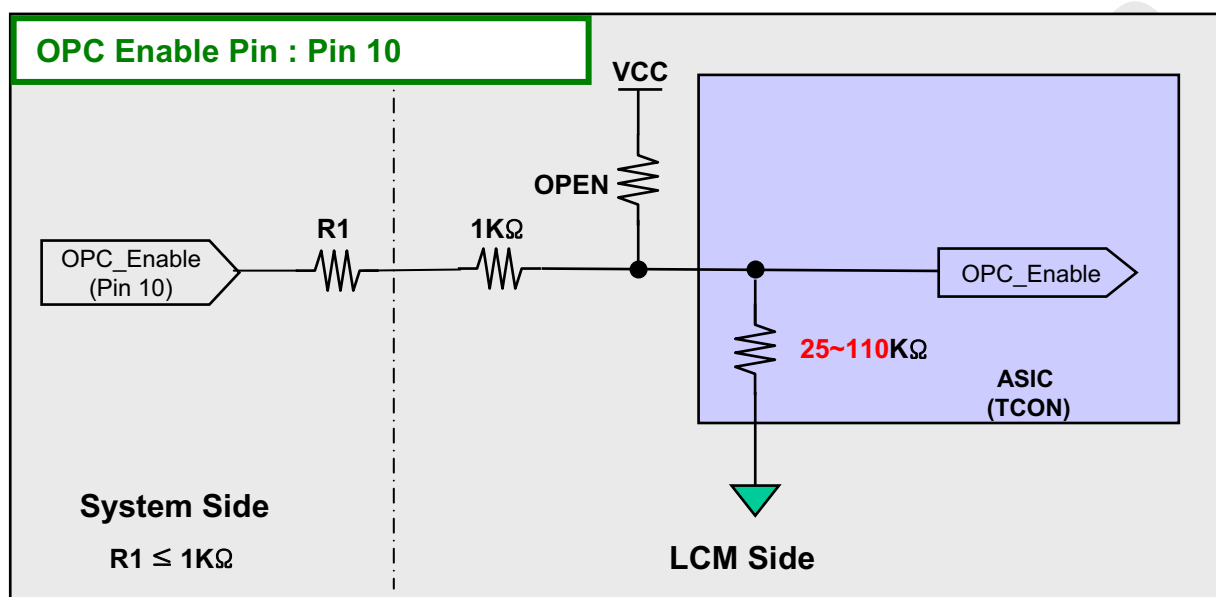 OPC Enable Pin : Pin 10
VCC
OPEN
R1
1KΩ
OPC_Enable
(Pin 10)
OPC_Enable
25~110KΩ
ASIC
(TCON)
System Side
R1 ≤ 1KΩ
LCM Side